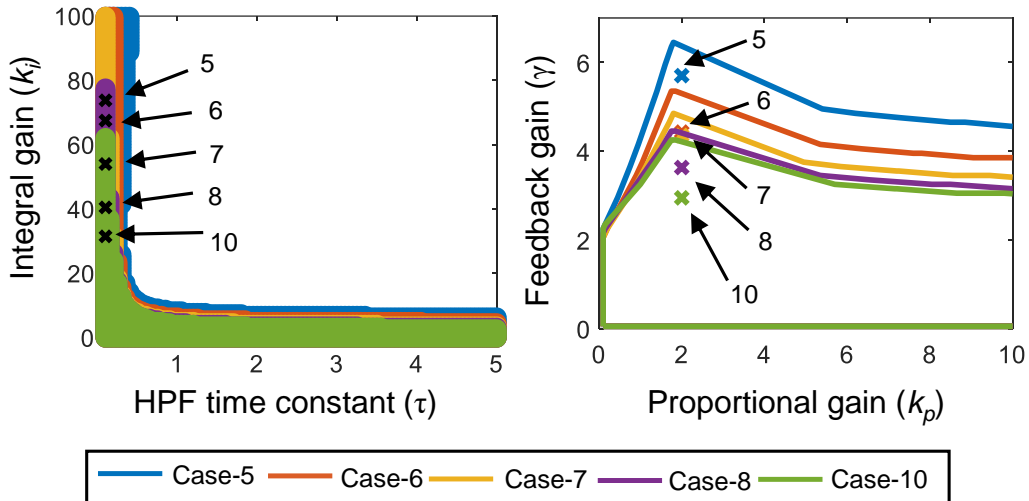 100
80
60
40
20
0
Integral gain (kᵢ)
5
6
7
8
10
1 2 3 4 5
HPF time constant (τ)
6
4
2
0
Feedback gain (γ)
5
6
7
8
10
0 2 4 6 8 10
Proportional gain (kₚ)
Case-5 Case-6 Case-7 Case-8 Case-10